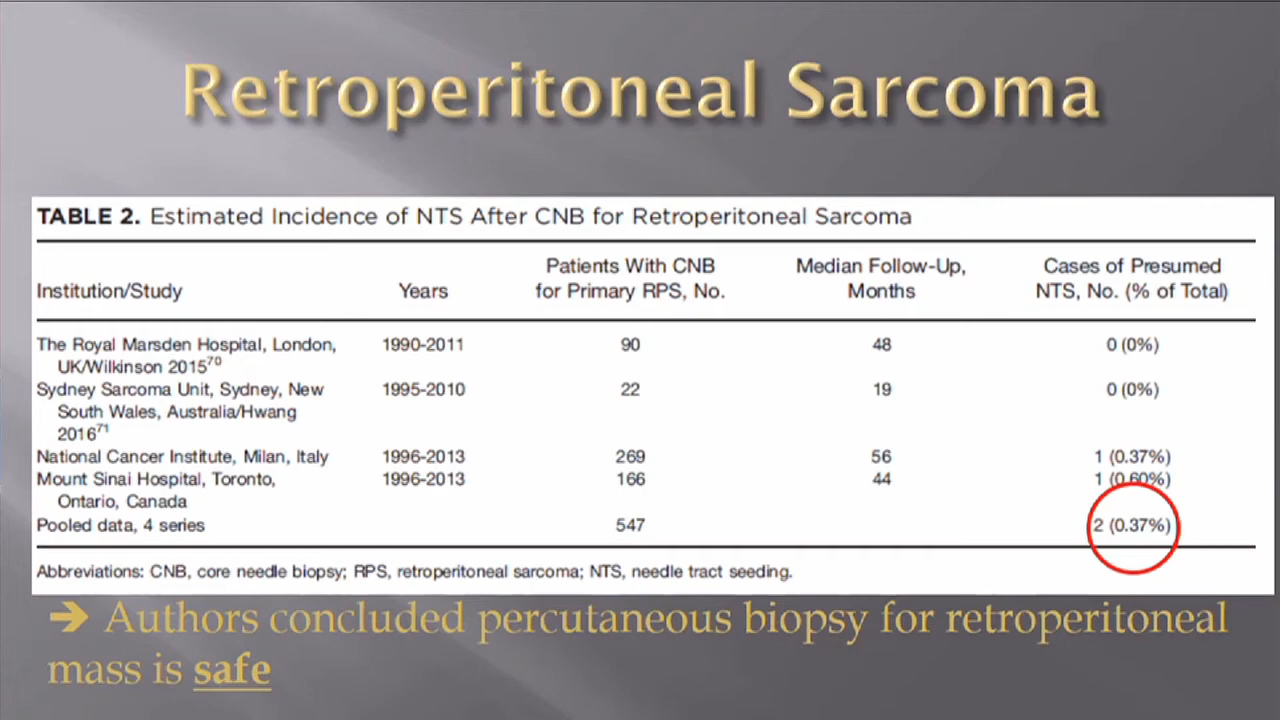 Retroperitoneal Sarcoma
TABLE 2. Estimated Incidence of NTS After CNB for Retroperitoneal Sarcoma
Institution/Study Years Patients With CNB for Primary RPS, No. Median Follow-Up, Months Cases of Presumed NTS, No. (% of Total)
The Royal Marsden Hospital, London, 1990-2011 90 48 0 (0%)
UK/Wilkinson 2015⁷⁰
Sydney Sarcoma Unit, Sydney, New 1995-2010 22 19 0 (0%)
South Wales, Australia/Hwang
2016⁷¹
National Cancer Institute, Milan, Italy 1996-2013 269 56 1 (0.37%)
Mount Sinai Hospital, Toronto, 1996-2013 166 44 1 (0.60%)
Ontario, Canada
Pooled data, 4 series 547 2 (0.37%)
Abbreviations: CNB, core needle biopsy; RPS, retroperitoneal sarcoma; NTS, needle tract seeding.
➔ Authors concluded percutaneous biopsy for retroperitoneal
mass is safe